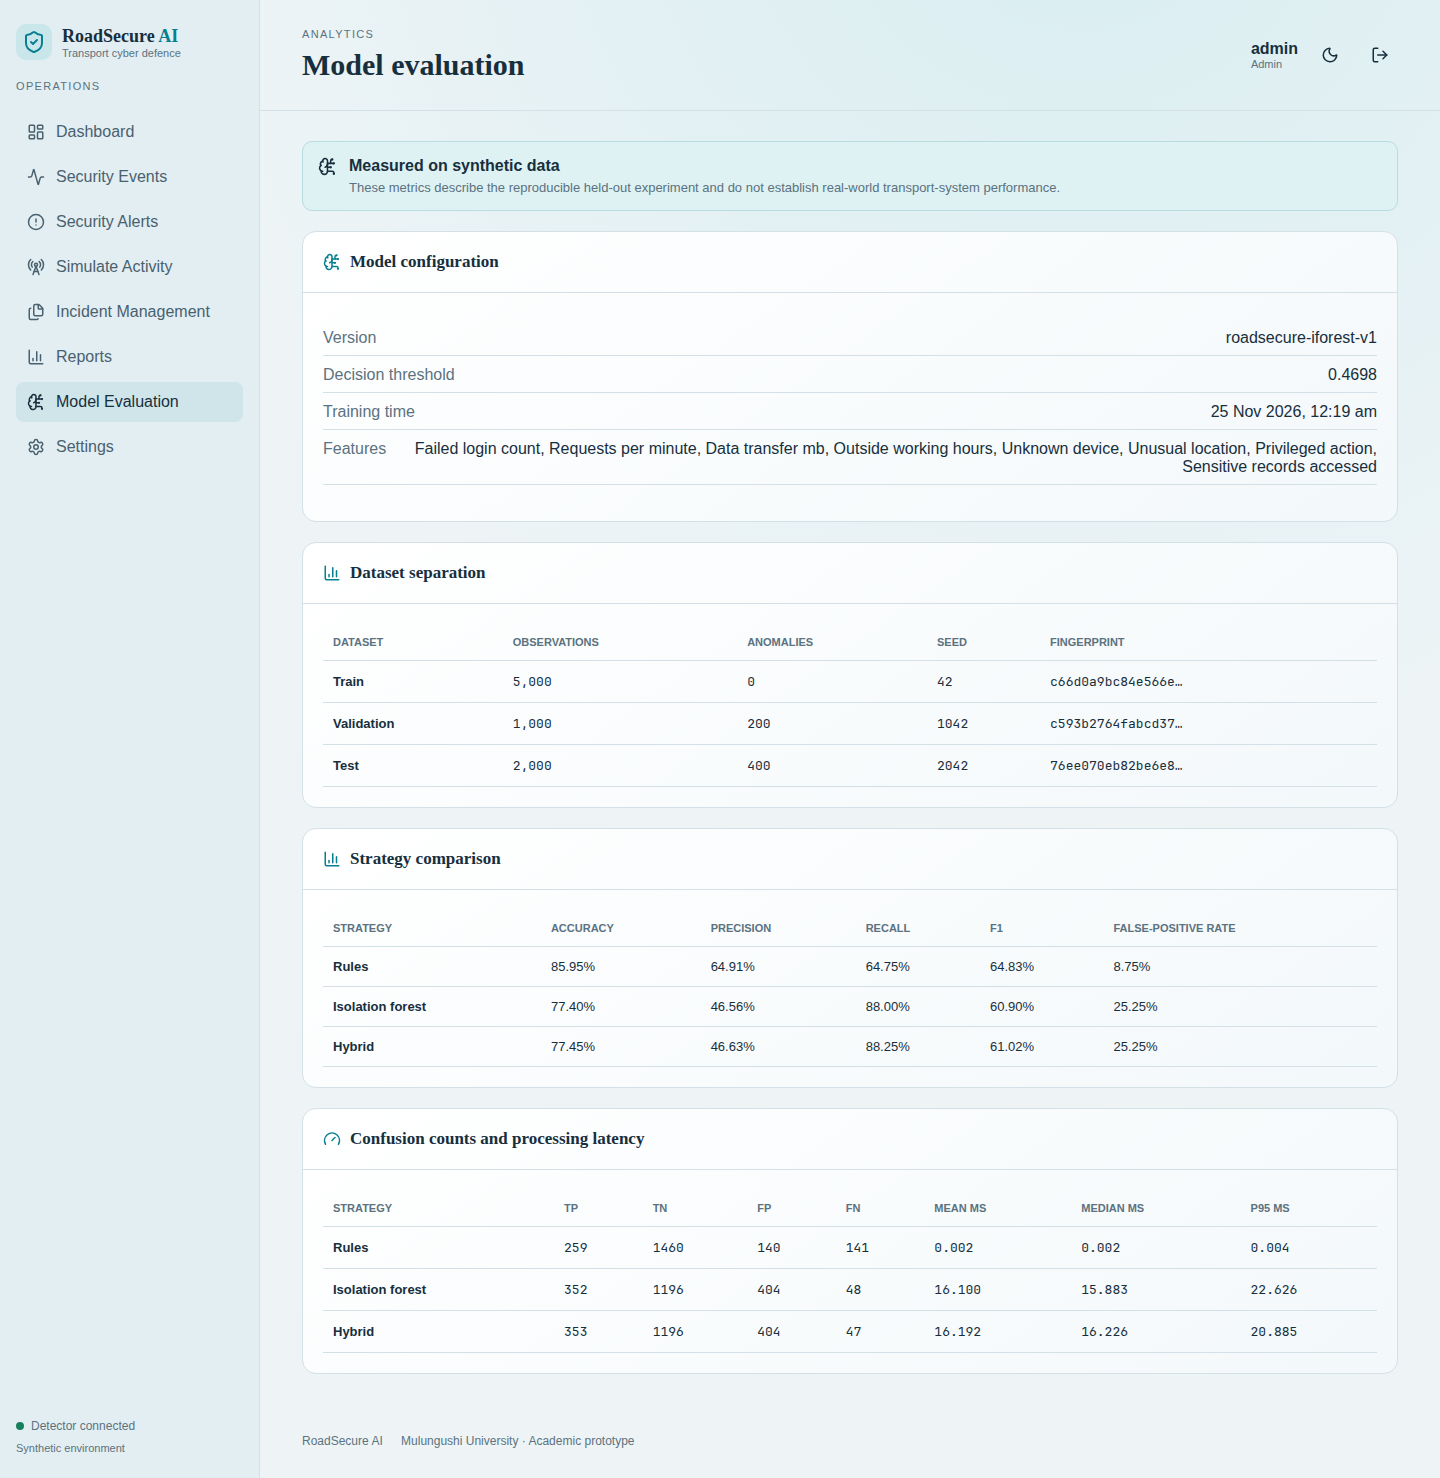 RoadSecure AI
Transport cyber defence
OPERATIONS
Dashboard
Security Events
Security Alerts
Simulate Activity
Incident Management
Reports
Model Evaluation
Settings
Detector connected
Synthetic environment
ANALYTICS
Model evaluation
admin
Admin
Measured on synthetic data
These metrics describe the reproducible held-out experiment and do not establish real-world transport-system performance.
Model configuration
Version roadsecure-iforest-v1
Decision threshold 0.4698
Training time 25 Nov 2026, 12:19 am
Features Failed login count, Requests per minute, Data transfer mb, Outside working hours, Unknown device, Unusual location, Privileged action,
Sensitive records accessed
Dataset separation
DATASET OBSERVATIONS ANOMALIES SEED FINGERPRINT
Train 5,000 0 42 c66d0a9bc84e566e…
Validation 1,000 200 1042 c593b2764fabcd37…
Test 2,000 400 2042 76ee070eb82be6e8…
Strategy comparison
STRATEGY ACCURACY PRECISION RECALL F1 FALSE-POSITIVE RATE
Rules 85.95% 64.91% 64.75% 64.83% 8.75%
Isolation forest 77.40% 46.56% 88.00% 60.90% 25.25%
Hybrid 77.45% 46.63% 88.25% 61.02% 25.25%
Confusion counts and processing latency
STRATEGY TP TN FP FN MEAN MS MEDIAN MS P95 MS
Rules 259 1460 140 141 0.002 0.002 0.004
Isolation forest 352 1196 404 48 16.100 15.883 22.626
Hybrid 353 1196 404 47 16.192 16.226 20.885
RoadSecure AI Mulungushi University · Academic prototype